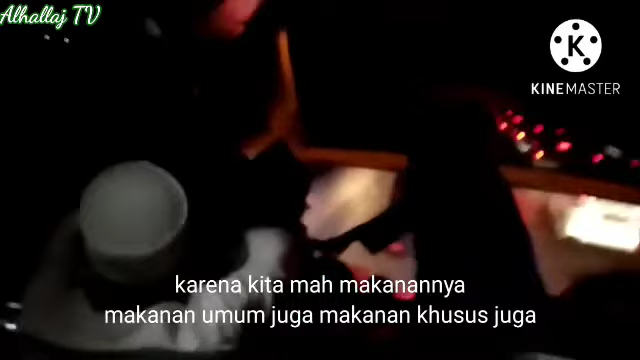 Alhallaj TV
K
KINEMASTER
karena kita mah makanannya
makanan umum juga makanan khusus juga